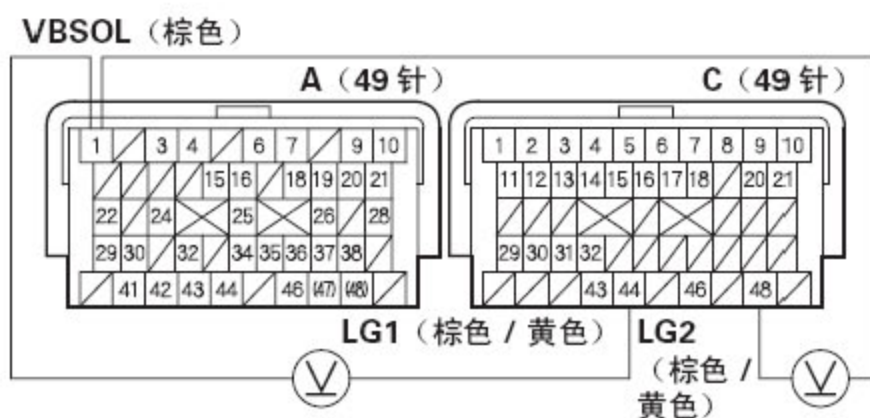 VBSOL（棕色）
A（49 针）
C（49 针）
1 3 4 6 7 9 10
15 16 18 19 20 21
22 24 25 26 28
29 30 32 34 35 36 37 38
41 42 43 44 46 (47) (48)
1 2 3 4 5 6 7 8 9 10
11 12 13 14 15 16 17 18 20 21
29 30 31 32
43 44 46 48
LG1（棕色 / 黄色）
LG2
（棕色 /
黄色）
V
V